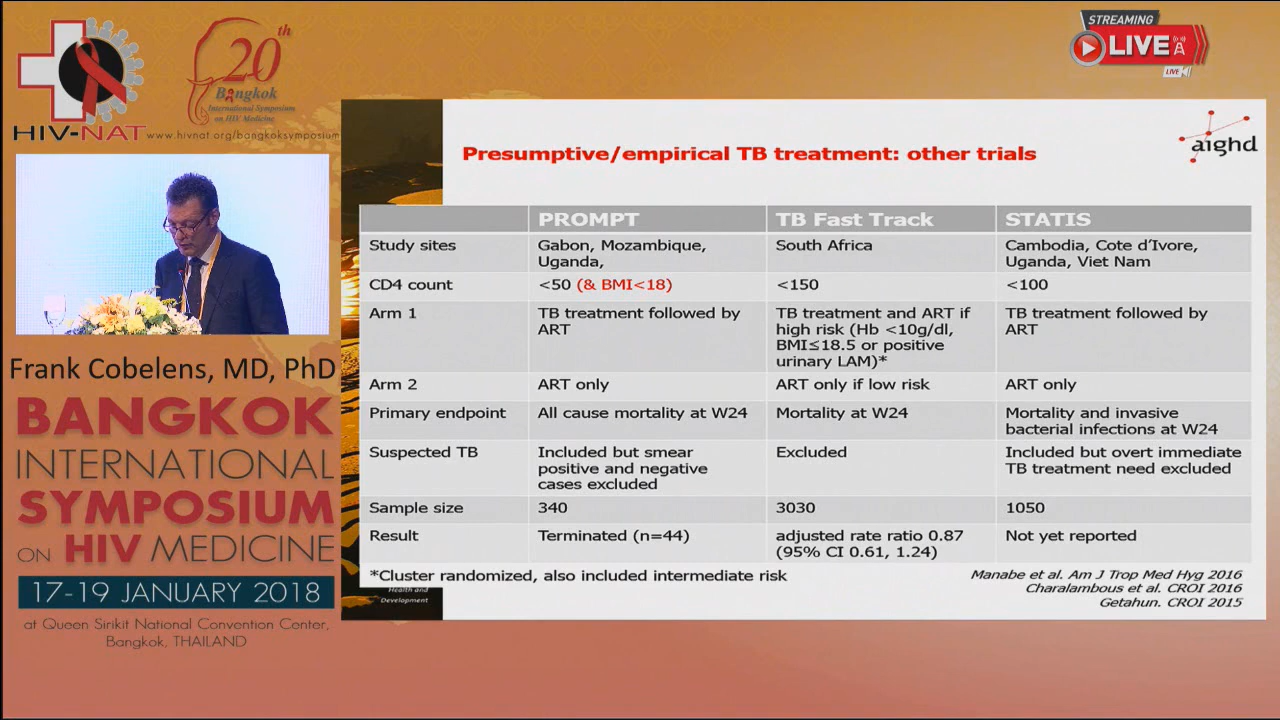 HIV-NAT
20th
Bangkok
International Symposium
on HIV Medicine
www.hivnat.org/bangkoksymposium
STREAMING
LIVE
LIVE
aighd
Presumptive/empirical TB treatment: other trials
PROMPT
TB Fast Track
STATIS
Study sites
Gabon, Mozambique,
Uganda,
South Africa
Cambodia, Cote d'Ivore,
Uganda, Viet Nam
CD4 count
<50 (& BMI<18)
<150
<100
Arm 1
TB treatment followed by
ART
TB treatment and ART if
high risk (Hb <10g/dl,
BMI≤18.5 or positive
urinary LAM)*
TB treatment followed by
ART
Arm 2
ART only
ART only if low risk
ART only
Primary endpoint
All cause mortality at W24
Mortality at W24
Mortality and invasive
bacterial infections at W24
Suspected TB
Included but smear
positive and negative
cases excluded
Excluded
Included but overt immediate
TB treatment need excluded
Sample size
340
3030
1050
Result
Terminated (n=44)
adjusted rate ratio 0.87
(95% CI 0.61, 1.24)
Not yet reported
*Cluster randomized, also included intermediate risk
Manabe et al. Am J Trop Med Hyg 2016
Charalambous et al. CROI 2016
Getahun. CROI 2015
Health and
Development
Frank Cobelens, MD, PhD
BANGKOK
INTERNATIONAL
SYMPOSIUM
ON HIV MEDICINE
17-19 JANUARY 2018
at Queen Sirikit National Convention Center,
Bangkok, THAILAND